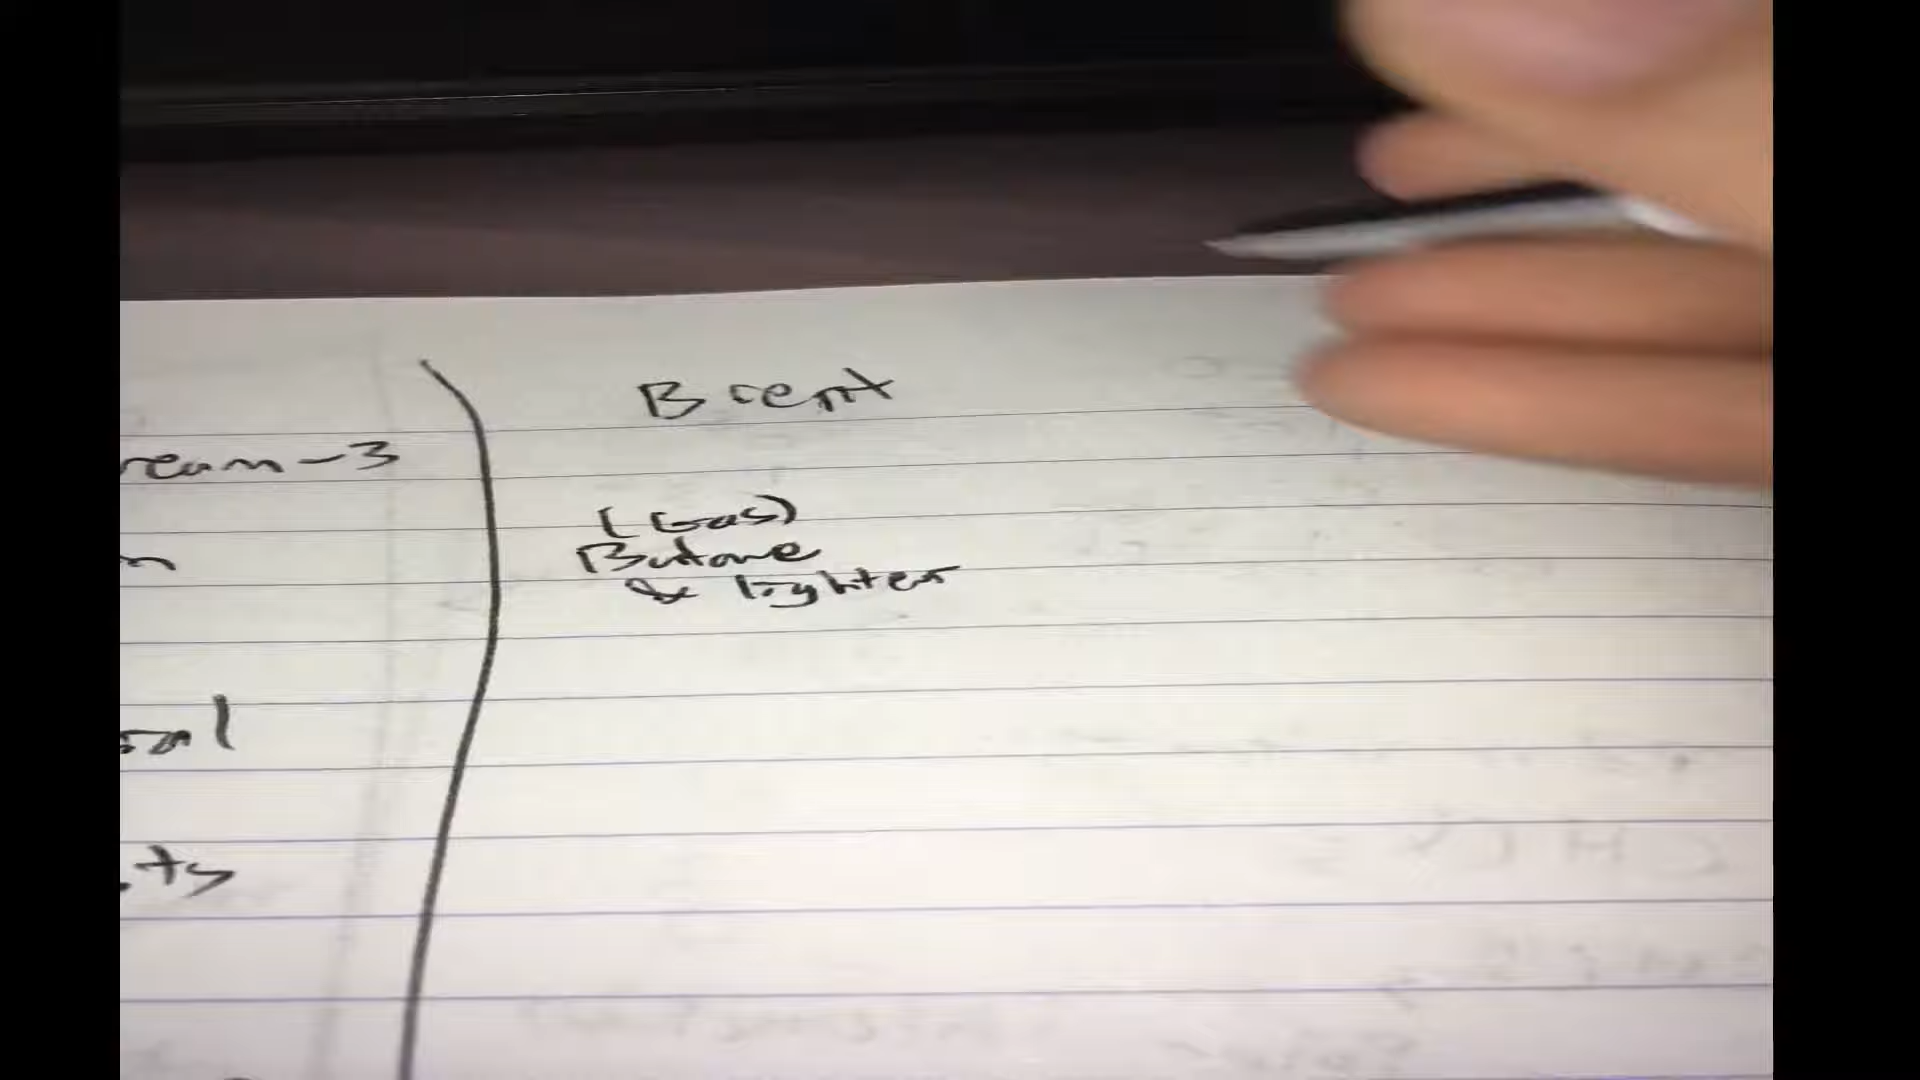 Brent
ream-3
(Gas)
Butane
& lighter